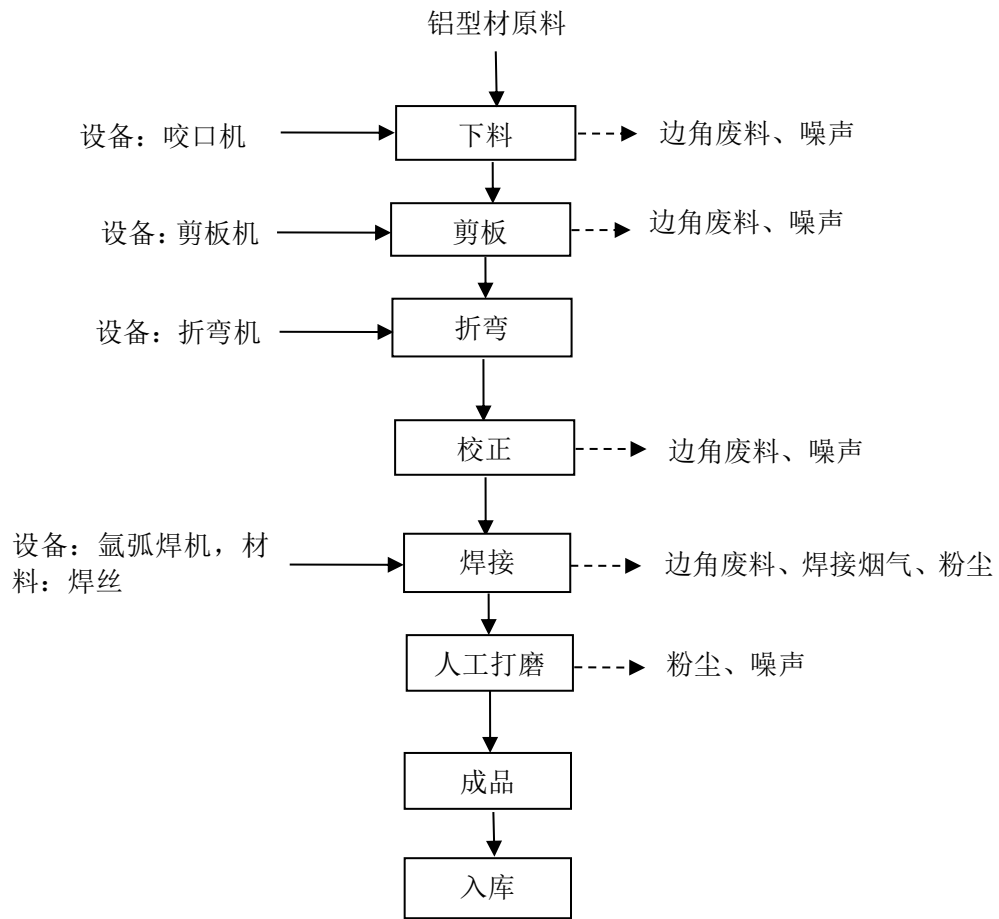 铝型材原料
设备：咬口机
下料
边角废料、噪声
设备：剪板机
剪板
边角废料、噪声
设备：折弯机
折弯
校正
边角废料、噪声
设备：氩弧焊机，材
料：焊丝
焊接
边角废料、焊接烟气、粉尘
人工打磨
粉尘、噪声
成品
入库